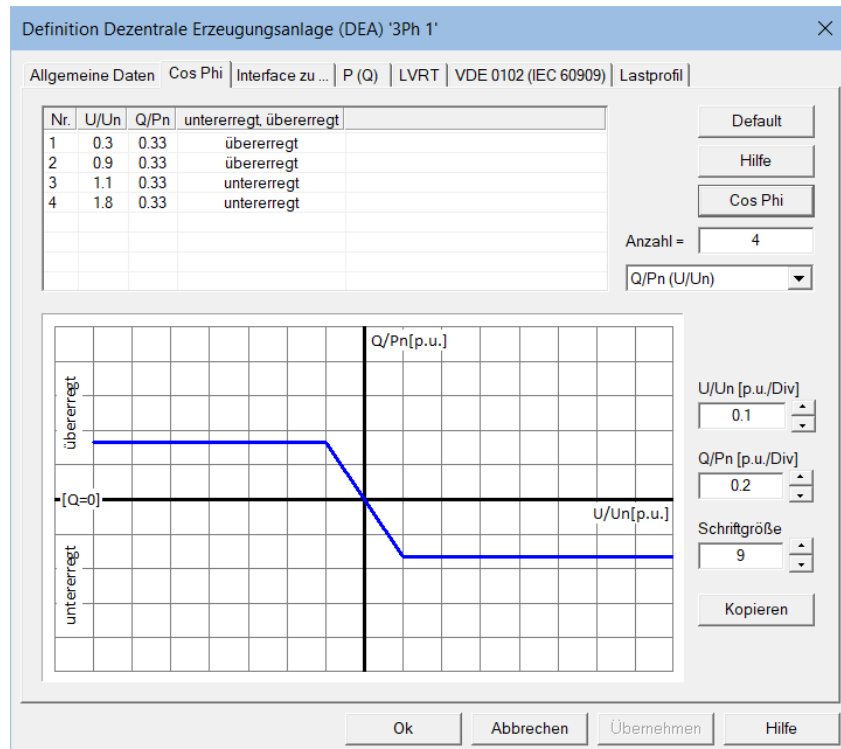 Definition Dezentrale Erzeugungsanlage (DEA) '3Ph 1'
Allgemeine Daten Cos Phi Interface zu ... P (Q) LVRT VDE 0102 (IEC 60909) Lastprofil
Nr. U/Un Q/Pn untererregt, übererregt
1 0.3 0.33 übererregt
2 0.9 0.33 übererregt
3 1.1 0.33 untererregt
4 1.8 0.33 untererregt
Default
Hilfe
Cos Phi
Anzahl = 4
Q/Pn (U/Un)
Q/Pn[p.u.]
übererregt
[Q=0]
U/Un[p.u.]
untererregt
U/Un [p.u./Div]
0.1
Q/Pn [p.u./Div]
0.2
Schriftgröße
9
Kopieren
Ok Abbrechen Übernehmen Hilfe